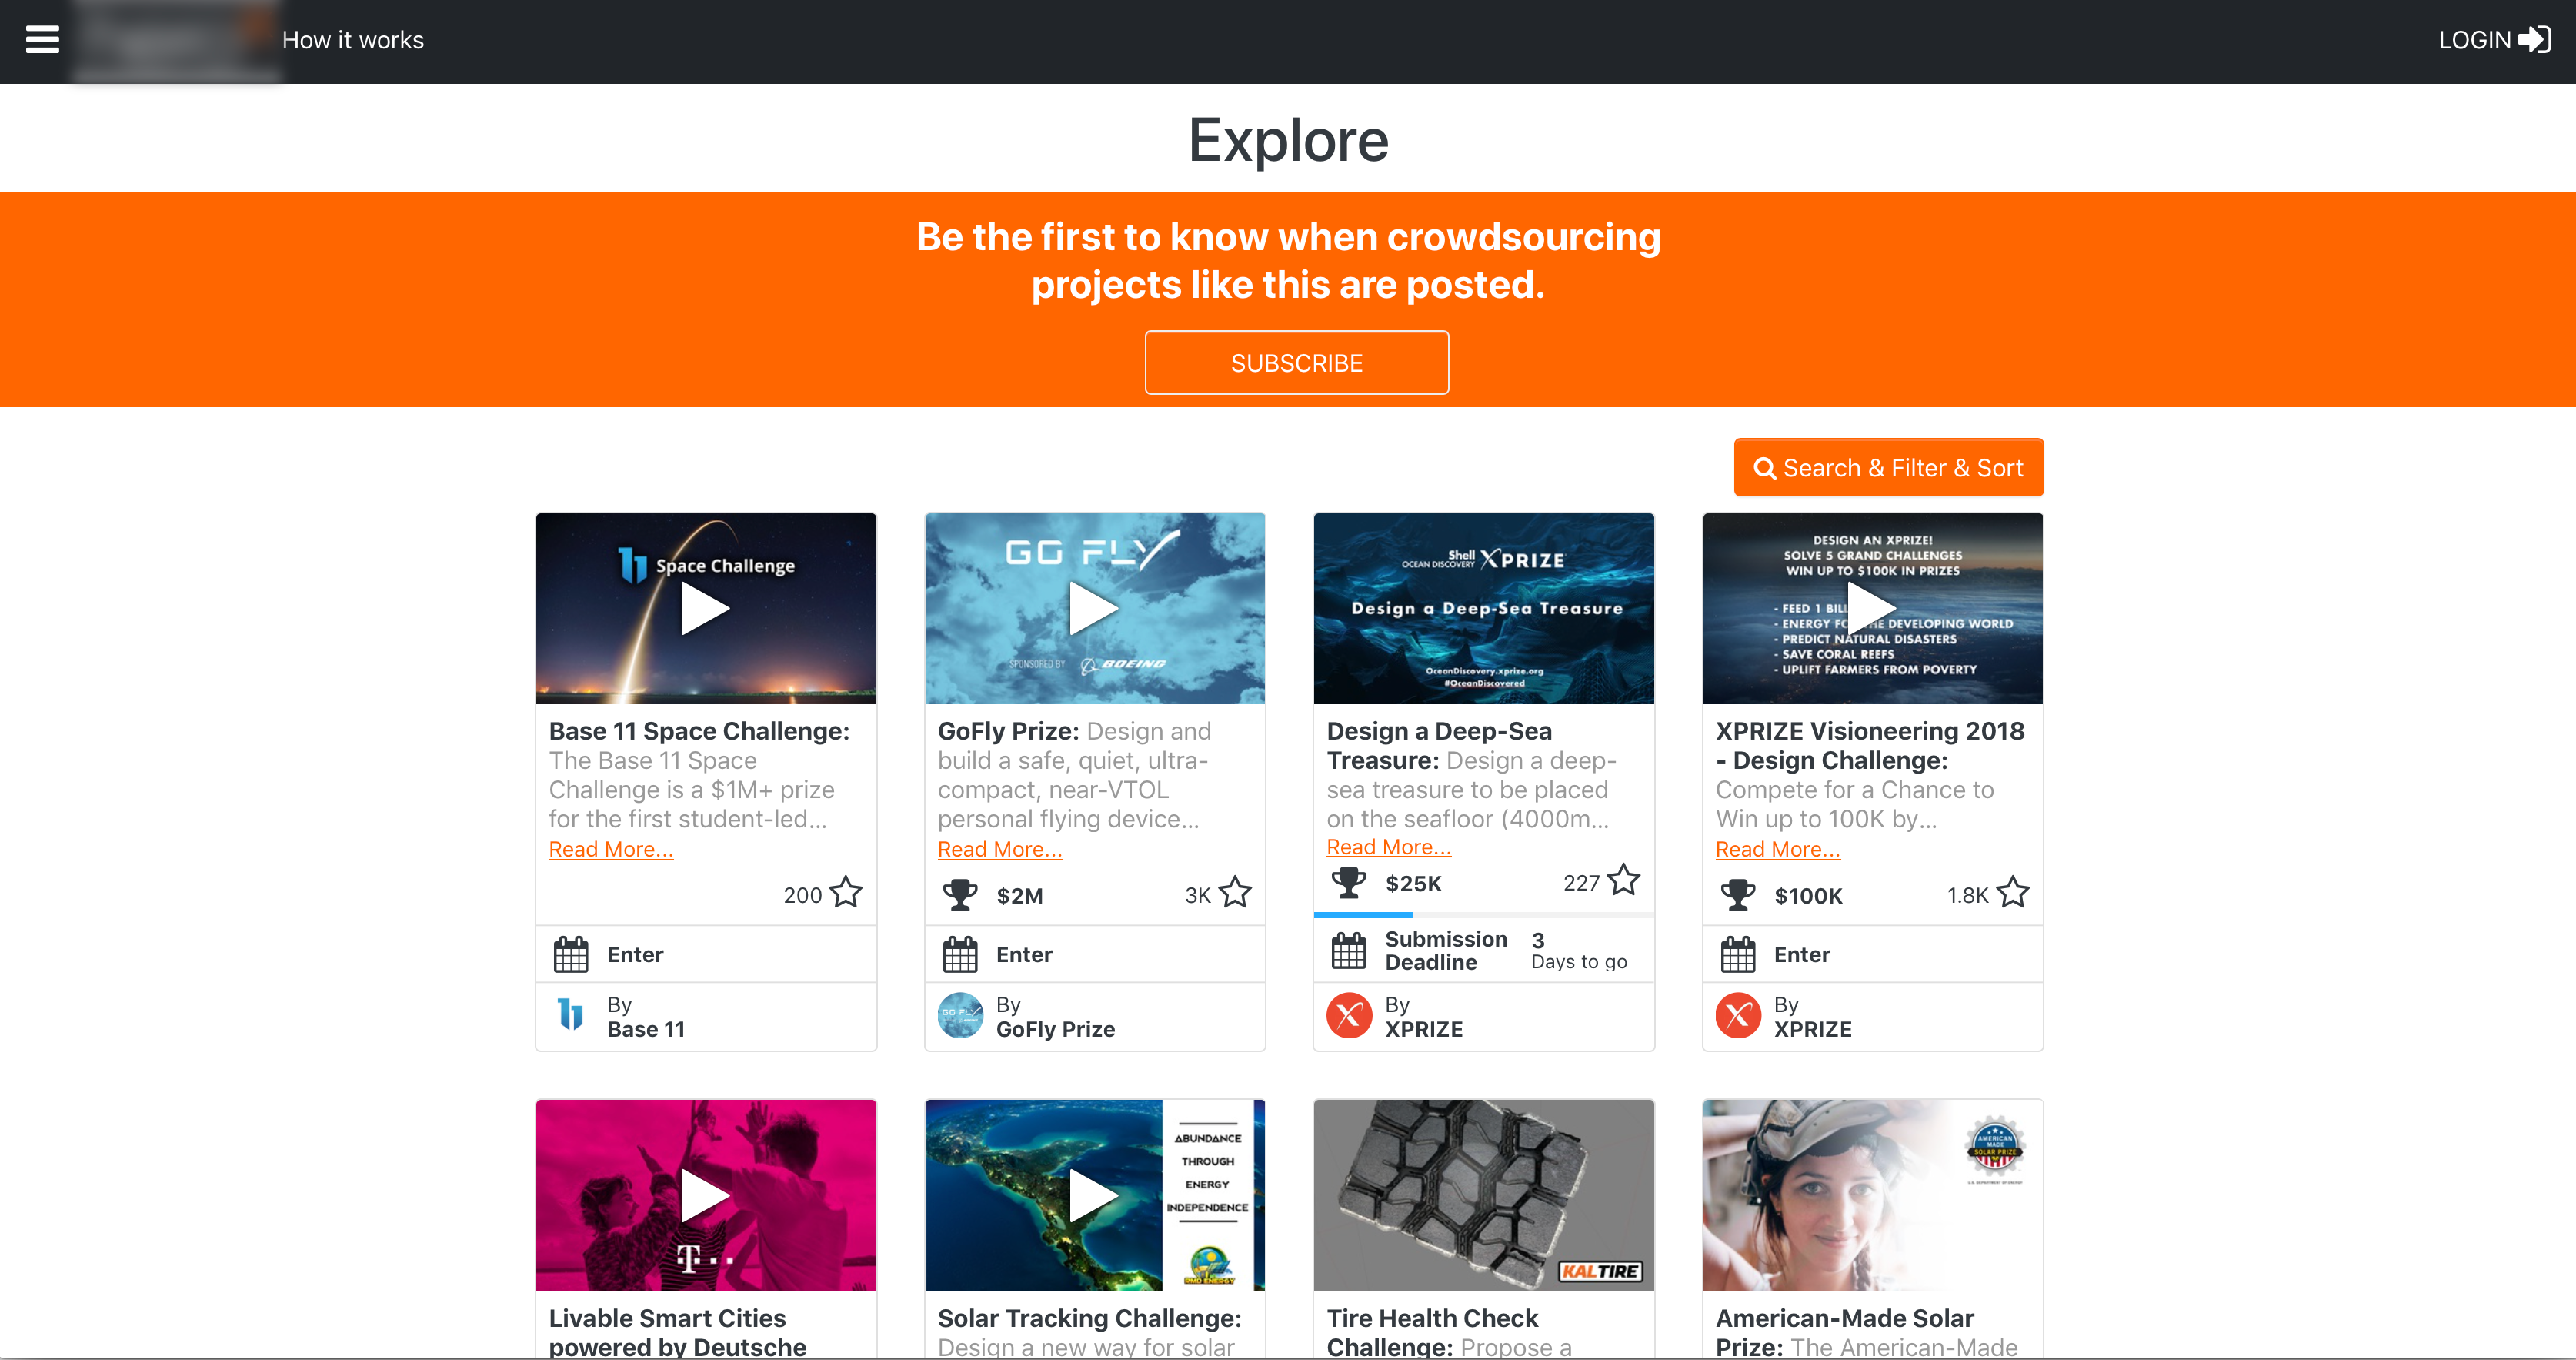 How it works
LOGIN
Explore
Be the first to know when crowdsourcing
projects like this are posted.
SUBSCRIBE
Search & Filter & Sort
Space Challenge
Base 11 Space Challenge:
The Base 11 Space
Challenge is a $1M+ prize
for the first student-led...
Read More...
200
Enter
By
Base 11
GO FLY
SPONSORED BY BOEING
GoFly Prize: Design and
build a safe, quiet, ultra-
compact, near-VTOL
personal flying device...
Read More...
$2M
3K
Enter
GO FLY
By
GoFly Prize
Shell
OCEAN DISCOVERY XPRIZE
Design a Deep-Sea Treasure
OceanDiscovery.xprize.org
#OceanDiscovered
Design a Deep-Sea
Treasure: Design a deep-
sea treasure to be placed
on the seafloor (4000m...
Read More...
$25K
227
Submission
Deadline
3
Days to go
By
XPRIZE
DESIGN AN XPRIZE!
SOLVE 5 GRAND CHALLENGES
WIN UP TO $100K IN PRIZES
- FEED 1 BILL
- ENERGY FO THE DEVELOPING WORLD
- PREDICT NATURAL DISASTERS
- SAVE CORAL REEFS
- UPLIFT FARMERS FROM POVERTY
XPRIZE Visioneering 2018
- Design Challenge:
Compete for a Chance to
Win up to 100K by...
Read More...
$100K
1.8K
Enter
By
XPRIZE
T
Livable Smart Cities
powered by Deutsche
ABUNDANCE
THROUGH
ENERGY
INDEPENDENCE
RMO ENERGY
Solar Tracking Challenge:
Design a new way for solar
KALTIRE
Tire Health Check
Challenge: Propose a
AMERICAN
MADE
SOLAR PRIZE
U.S. DEPARTMENT OF ENERGY
American-Made Solar
Prize: The American-Made